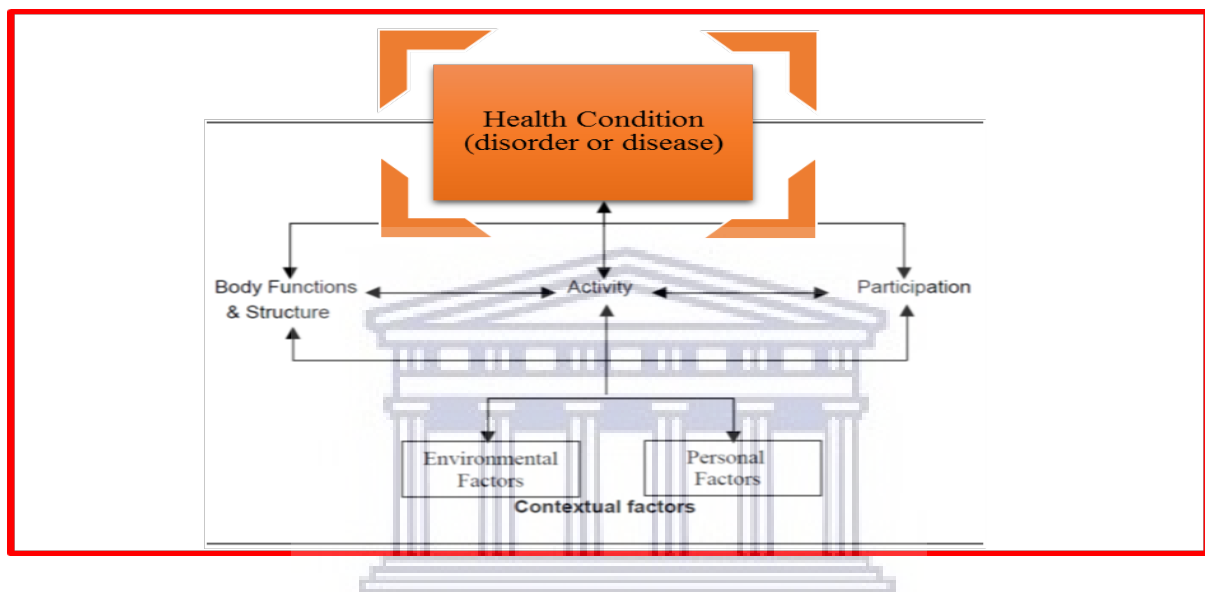 Health Condition
(disorder or disease)
Body Functions
& Structure
Activity
Participation
Environmental
Factors
Personal
Factors
Contextual factors